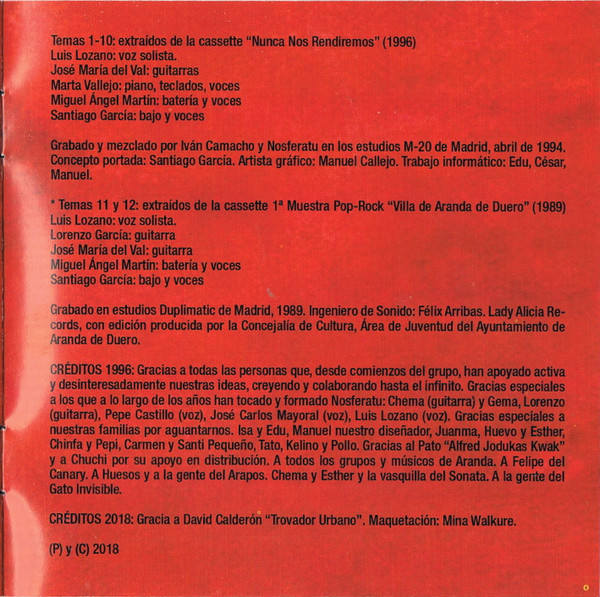 Temas 1-10: extraídos de la cassette “Nunca Nos Rendiremos” (1996)
Luis Lozano: voz solista.
José María del Val: guitarras
Marta Vallejo: piano, teclados, voces
Miguel Ángel Martín: batería y voces
Santiago García: bajo y voces
Grabado y mezclado por Iván Camacho y Nosferatu en los estudios M-20 de Madrid, abril de 1994.
Concepto portada: Santiago García. Artista gráfico: Manuel Callejo. Trabajo informático: Edu, César,
Manuel.
* Temas 11 y 12: extraídos de la cassette 1ª Muestra Pop-Rock “Villa de Aranda de Duero” (1989)
Luis Lozano: voz solista.
Lorenzo García: guitarra
José María del Val: guitarra
Miguel Ángel Martín: batería y voces
Santiago García: bajo y voces
Grabado en estudios Duplimatic de Madrid, 1989. Ingeniero de Sonido: Félix Arribas. Lady Alicia Re-
cords, con edición producida por la Concejalía de Cultura, Área de Juventud del Ayuntamiento de
Aranda de Duero.
CRÉDITOS 1996: Gracias a todas las personas que, desde comienzos del grupo, han apoyado activa
y desinteresadamente nuestras ideas, creyendo y colaborando hasta el infinito. Gracias especiales
a los que a lo largo de los años han tocado y formado Nosferatu: Chema (guitarra) y Gema, Lorenzo
(guitarra), Pepe Castillo (voz), José Carlos Mayoral (voz), Luis Lozano (voz). Gracias especiales a
nuestras familias por aguantarnos. Isa y Edu, Manuel nuestro diseñador, Juanma, Huevo y Esther,
Chinfa y Pepi, Carmen y Santi Pequeño, Tato, Kelino y Pollo. Gracias al Pato “Alfred Jodukas Kwak”
y a Chuchi por su apoyo en distribución. A todos los grupos y músicos de Aranda. A Felipe del
Canary. A Huesos y a la gente del Arapos. Chema y Esther y la vasquilla del Sonata. A la gente del
Gato Invisible.
CRÉDITOS 2018: Gracia a David Calderón “Trovador Urbano”. Maquetación: Mina Walkure.
(P) y (C) 2018